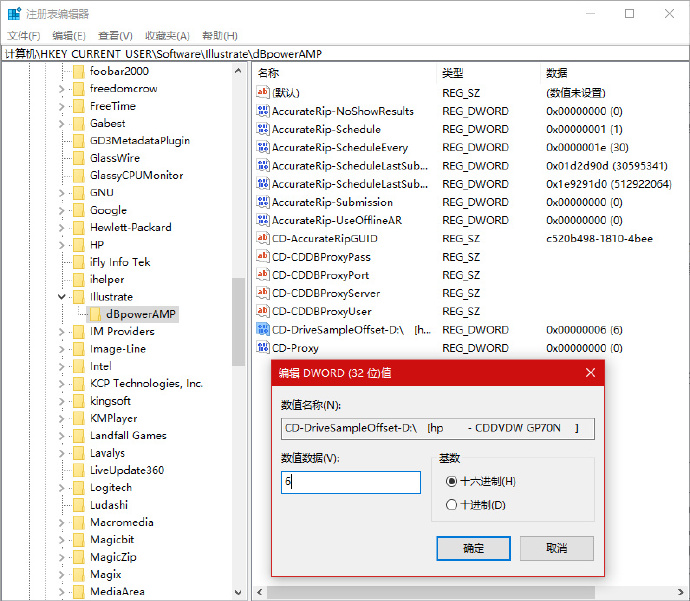 注册表编辑器
文件(F) 编辑(E) 查看(V) 收藏夹(A) 帮助(H)
计算机\HKEY_CURRENT_USER\Software\Illustrate\dBpowerAMP
foobar2000
freedomcrow
FreeTime
Gabest
GD3MetadataPlugin
GlassWire
GlassyCPUMonitor
GNU
Google
Hewlett-Packard
HP
iFly Info Tek
ihelper
Illustrate
dBpowerAMP
IM Providers
Image-Line
Intel
KCP Technologies, Inc.
kingsoft
KMPlayer
Landfall Games
Lavalys
LiveUpdate360
Logitech
Ludashi
Macromedia
Magicbit
MagicZip
Magix
MediaArea
名称 类型 数据
(默认) REG_SZ (数值未设置)
AccurateRip-NoShowResults REG_DWORD 0x00000000 (0)
AccurateRip-Schedule REG_DWORD 0x00000001 (1)
AccurateRip-ScheduleEvery REG_DWORD 0x0000001e (30)
AccurateRip-ScheduleLastSub... REG_DWORD 0x01d2d90d (30595341)
AccurateRip-ScheduleLastSub... REG_DWORD 0x1e9291d0 (512922064)
AccurateRip-Submission REG_DWORD 0x00000000 (0)
AccurateRip-UseOfflineAR REG_DWORD 0x00000000 (0)
CD-AccurateRipGUID REG_SZ c520b498-1810-4bee
CD-CDDBProxyPass REG_SZ
CD-CDDBProxyPort REG_SZ
CD-CDDBProxyServer REG_SZ
CD-CDDBProxyUser REG_SZ
CD-DriveSampleOffset-D:\ [h... REG_DWORD 0x00000006 (6)
CD-Proxy REG_DWORD 0x00000000 (0)
编辑 DWORD (32 位)值
数值名称(N):
CD-DriveSampleOffset-D:\ [hp - CDDVDW GP70N ]
数值数据(V): 基数
6
十六进制(H)
十进制(D)
确定 取消